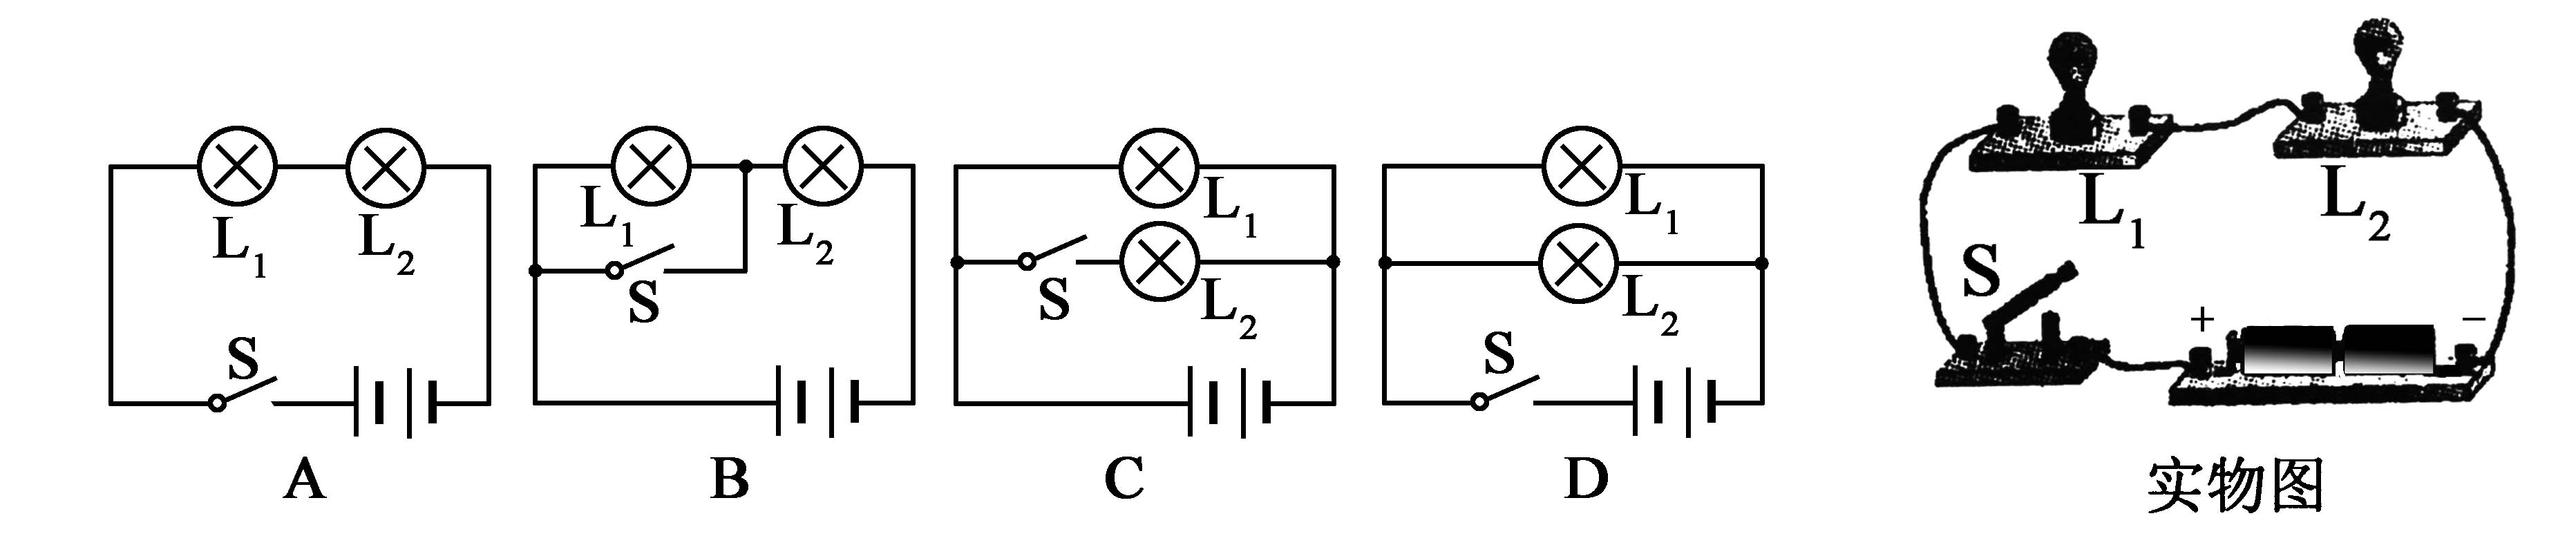 L₁ L₂ S
A
L₁ L₂ S
B
L₁ L₂ S
C
L₁ L₂ S
D
L₁ L₂ S + −
实物图